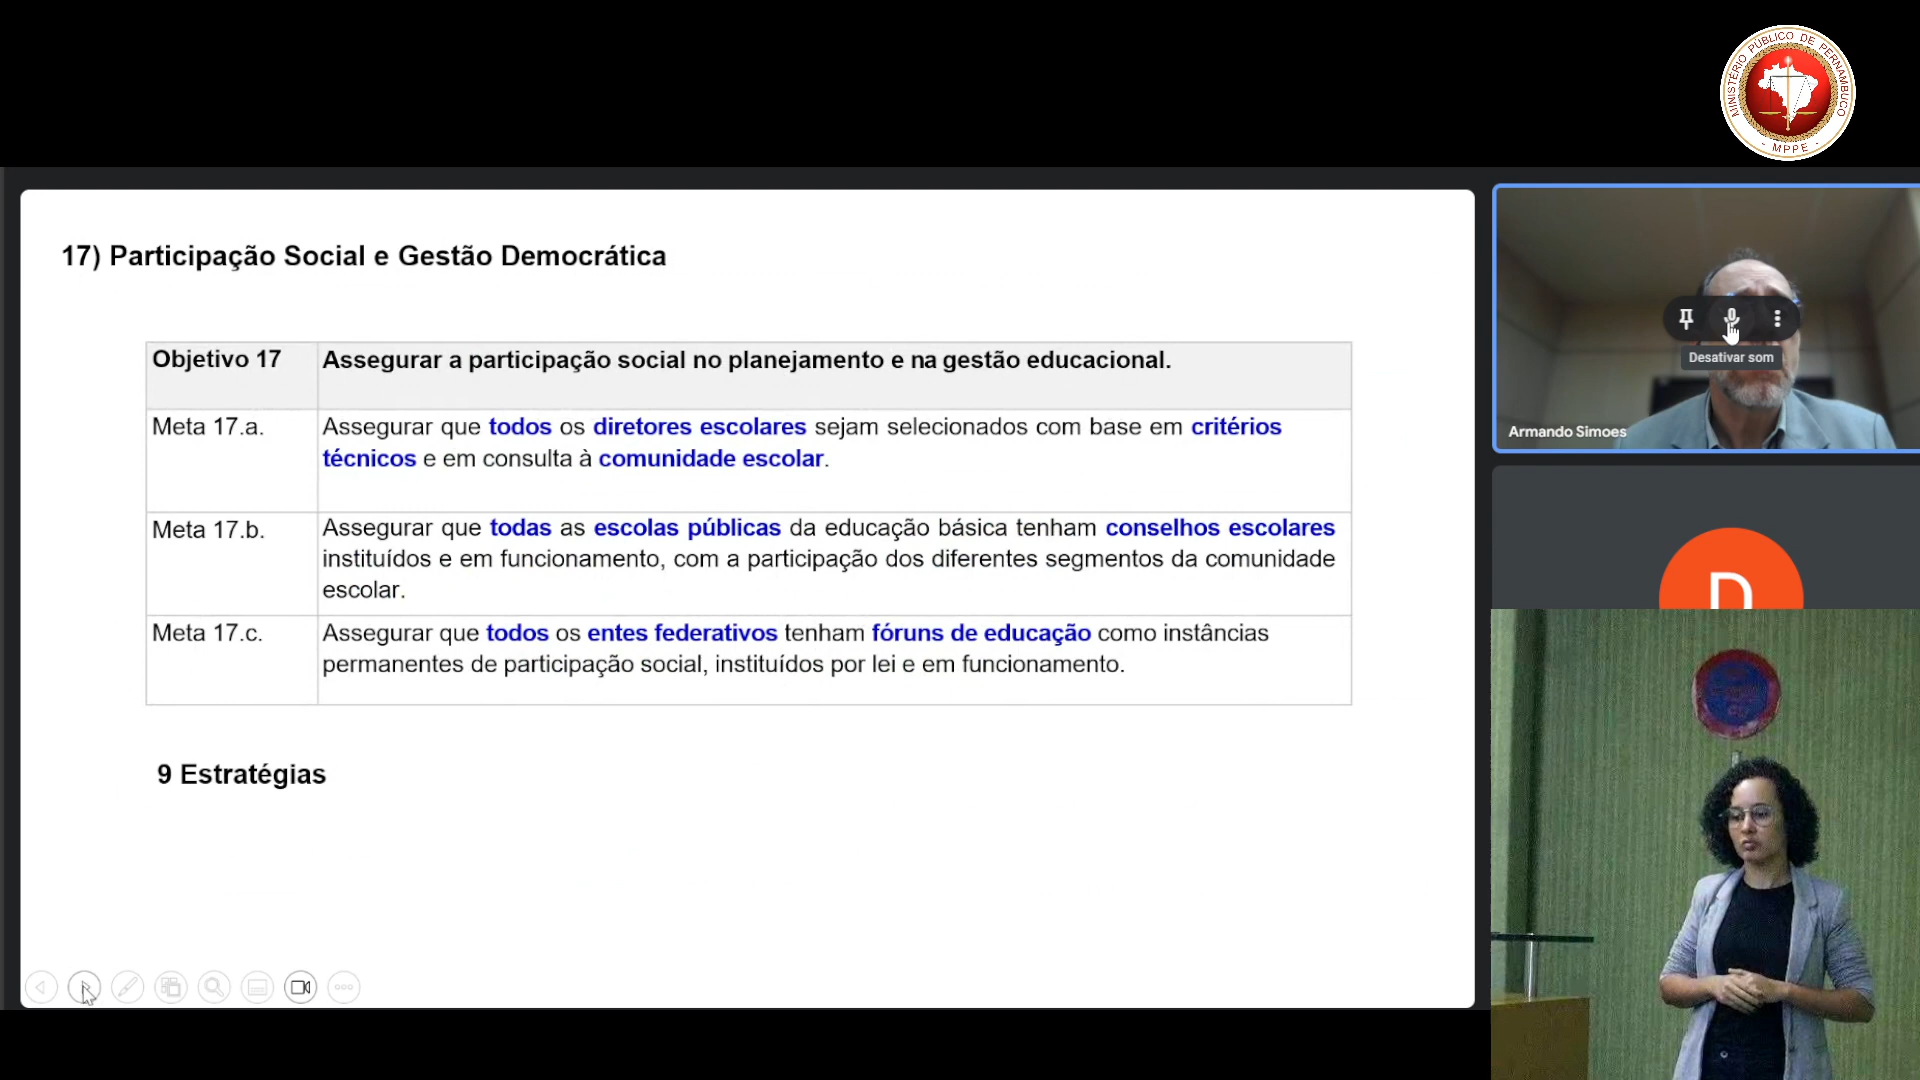 MINISTÉRIO PÚBLICO DE PERNAMBUCO
- MPPE -
17) Participação Social e Gestão Democrática
Objetivo 17
Assegurar a participação social no planejamento e na gestão educacional.
Meta 17.a.
Assegurar que todos os diretores escolares sejam selecionados com base em critérios
técnicos e em consulta à comunidade escolar.
Meta 17.b.
Assegurar que todas as escolas públicas da educação básica tenham conselhos escolares
instituídos e em funcionamento, com a participação dos diferentes segmentos da comunidade
escolar.
Meta 17.c.
Assegurar que todos os entes federativos tenham fóruns de educação como instâncias
permanentes de participação social, instituídos por lei e em funcionamento.
9 Estratégias
Desativar som
Armando Simoes
D